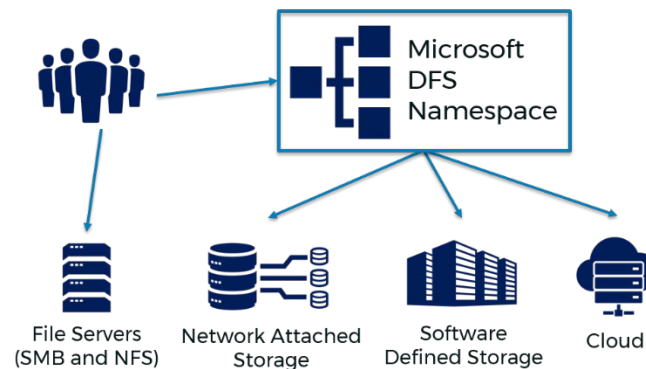 Microsoft
DFS
Namespace
File Servers
(SMB and NFS)
Network Attached
Storage
Software
Defined Storage
Cloud